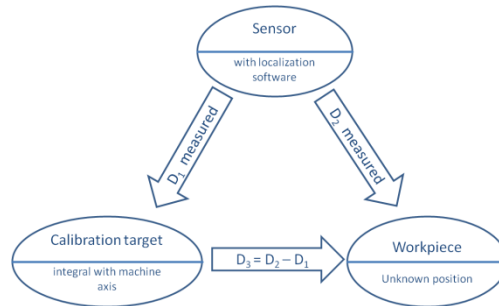 Sensor
with localization
software
D₁ measured
D₂ measured
Calibration target
integral with machine
axis
D₃ = D₂ – D₁
Workpiece
Unknown position